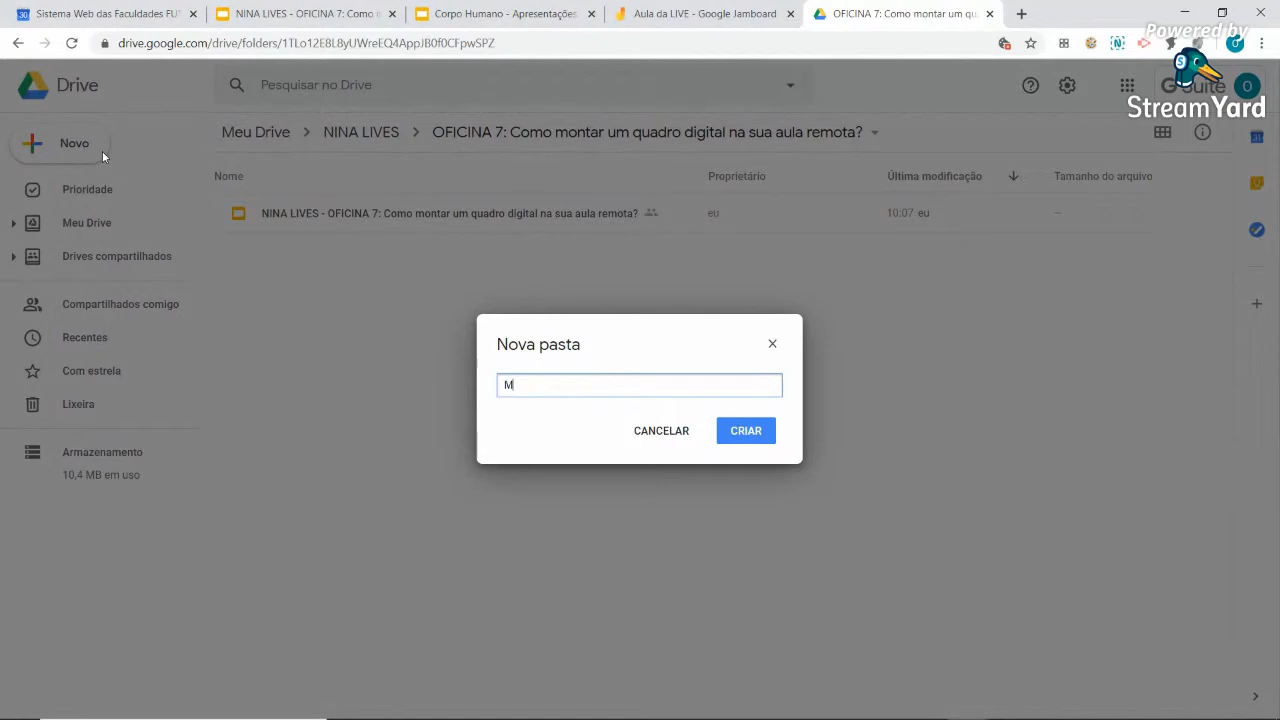 Sistema Web das Faculdades FU
NINA LIVES - OFICINA 7: Como m
Corpo Humano - Apresentações
Aula da LIVE - Google Jamboard
OFICINA 7: Como montar um qu
drive.google.com/drive/folders/1TLo12E8L8yUWreEQ4AppJB0f0CFpwSPZ
Powered by
StreamYard
Drive
Pesquisar no Drive
G Suite
O
Novo
Meu Drive
NINA LIVES
OFICINA 7: Como montar um quadro digital na sua aula remota?
Nome
Proprietário
Última modificação
Tamanho do arquivo
Prioridade
NINA LIVES - OFICINA 7: Como montar um quadro digital na sua aula remota?
eu
10:07 eu
–
Meu Drive
Drives compartilhados
Compartilhados comigo
Recentes
Com estrela
Lixeira
Armazenamento
10,4 MB em uso
Nova pasta
M
CANCELAR
CRIAR